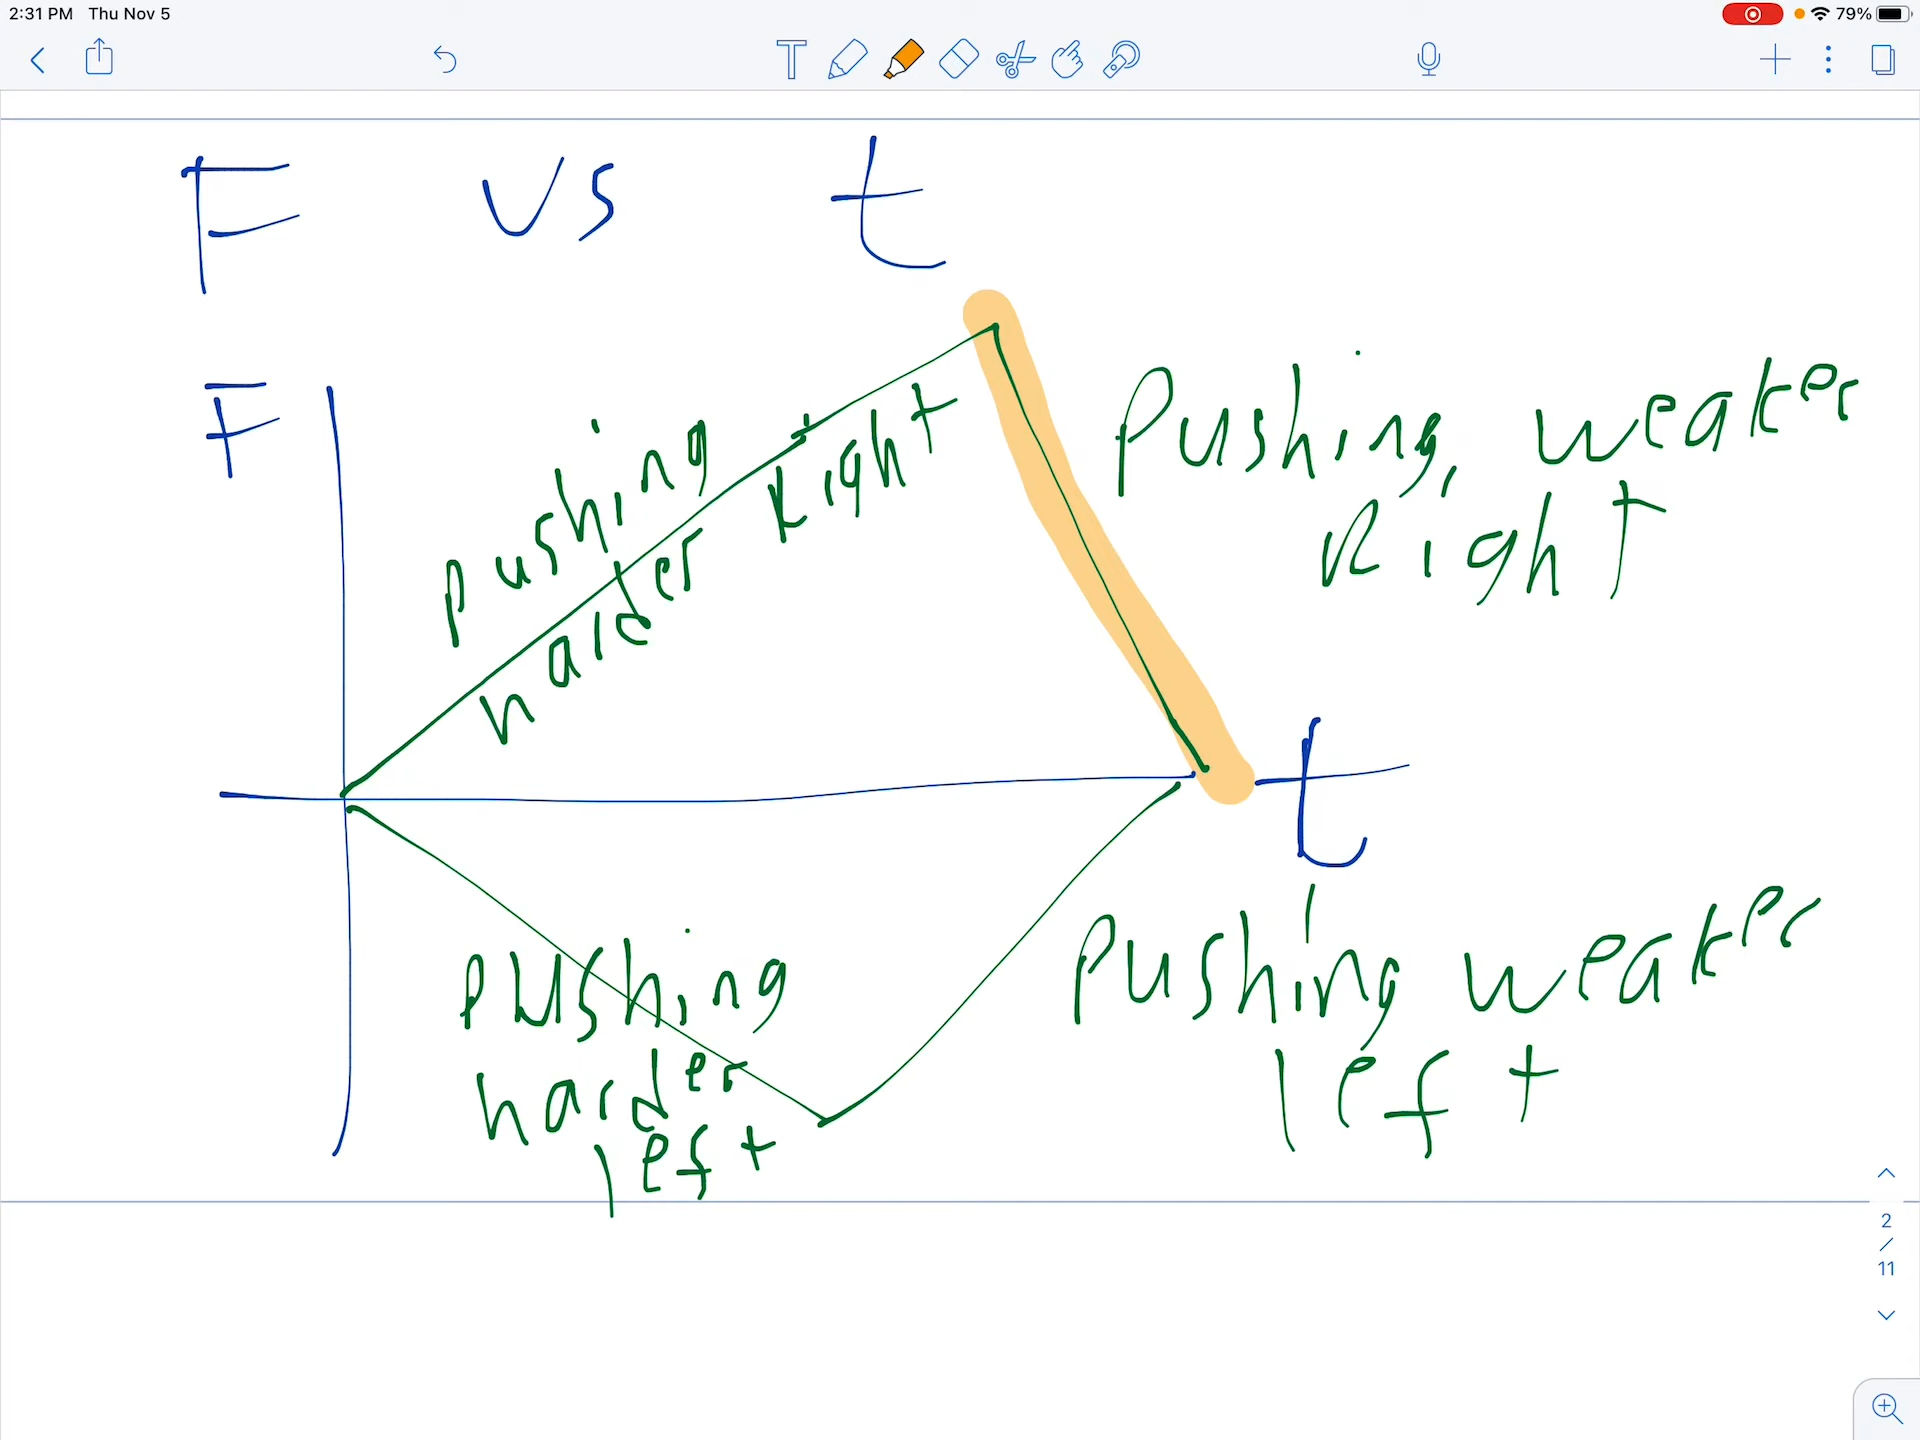 2:31 PM Thu Nov 5
79%
F vs t
F
pushing
harder Right
Pushing weaker
Right
t
pushing
harder
left
pushing weaker
left
2
/
11